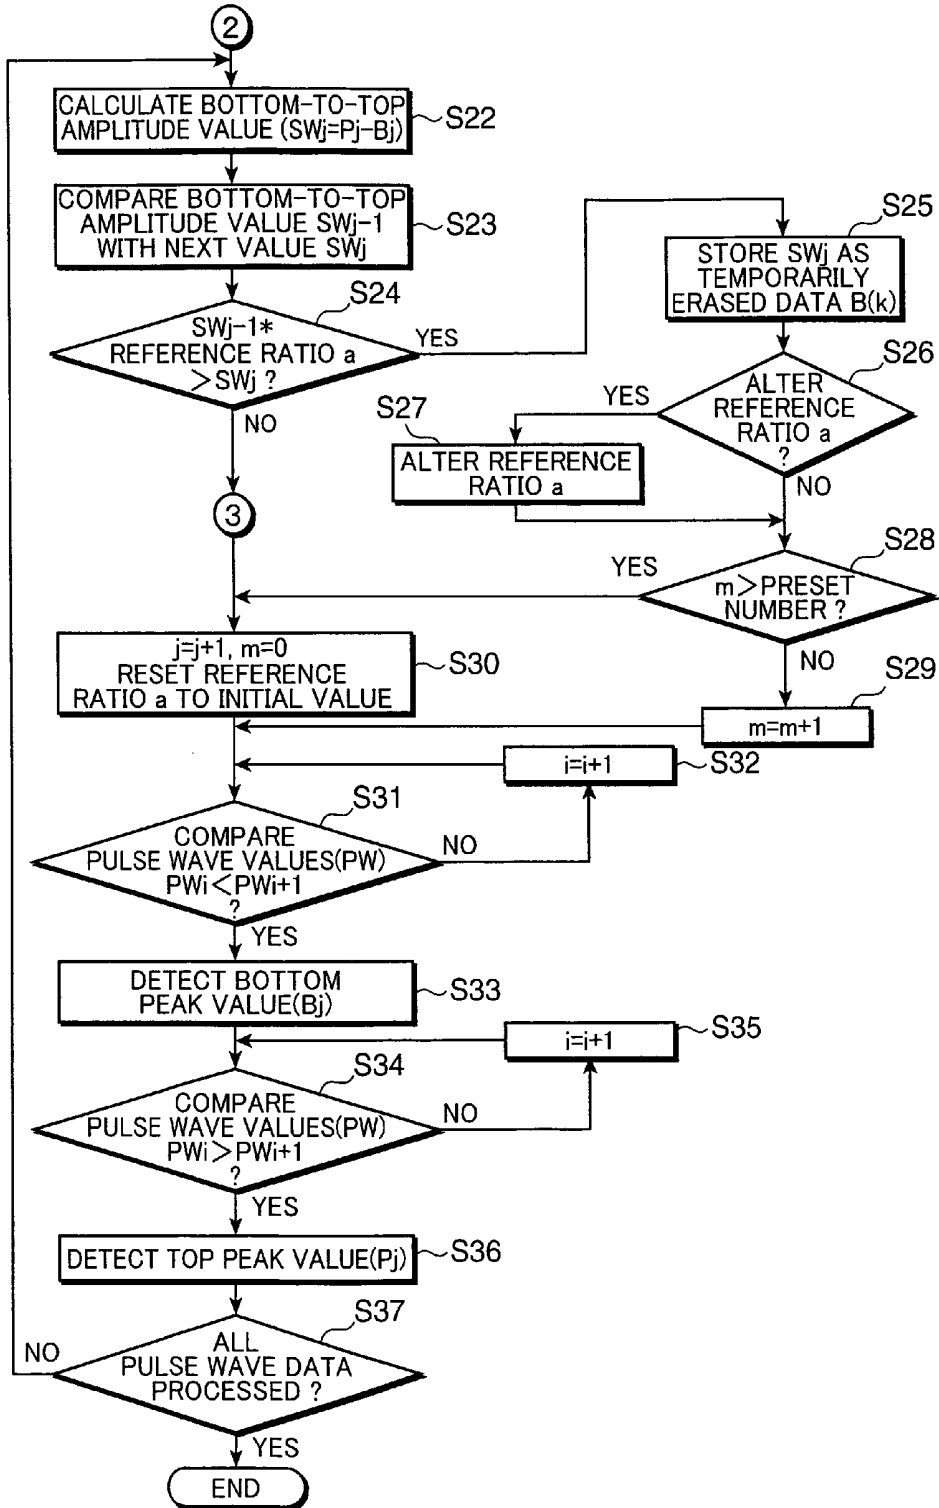 2
CALCULATE BOTTOM-TO-TOP
AMPLITUDE VALUE (SWj=Pj-Bj)
S22
COMPARE BOTTOM-TO-TOP
AMPLITUDE VALUE SWj-1
WITH NEXT VALUE SWj
S23
S24
SWj-1*
REFERENCE RATIO a
>SWj ?
YES
NO
S25
STORE SWj AS
TEMPORARILY
ERASED DATA B(k)
S26
ALTER
REFERENCE
RATIO a
?
YES
NO
S27
ALTER REFERENCE
RATIO a
3
S28
m>PRESET
NUMBER ?
YES
NO
j=j+1, m=0
RESET REFERENCE
RATIO a TO INITIAL VALUE
S30
S29
m=m+1
i=i+1
S32
S31
COMPARE
PULSE WAVE VALUES(PW)
PWi<PWi+1
?
NO
YES
DETECT BOTTOM
PEAK VALUE(Bj)
S33
i=i+1
S35
S34
COMPARE
PULSE WAVE VALUES(PW)
PWi>PWi+1
?
NO
YES
DETECT TOP PEAK VALUE(Pj)
S36
S37
ALL
PULSE WAVE DATA
PROCESSED ?
NO
YES
END